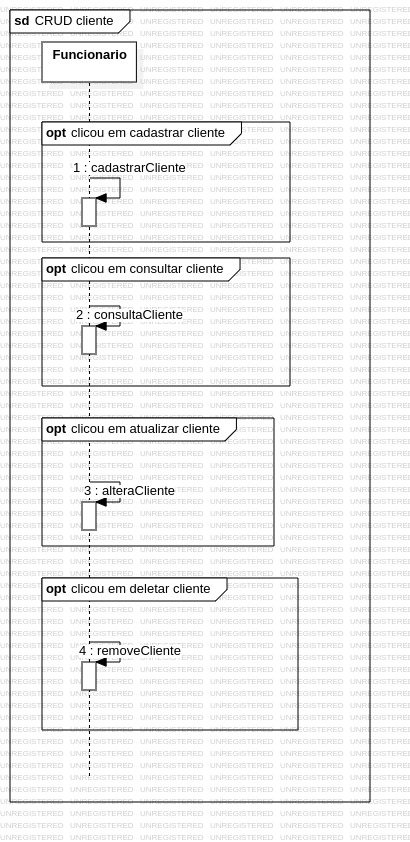 sd CRUD cliente
Funcionario
opt clicou em cadastrar cliente
1 : cadastrarCliente
opt clicou em consultar cliente
2 : consultaCliente
opt clicou em atualizar cliente
3 : alteraCliente
opt clicou em deletar cliente
4 : removeCliente
UNREGISTERED